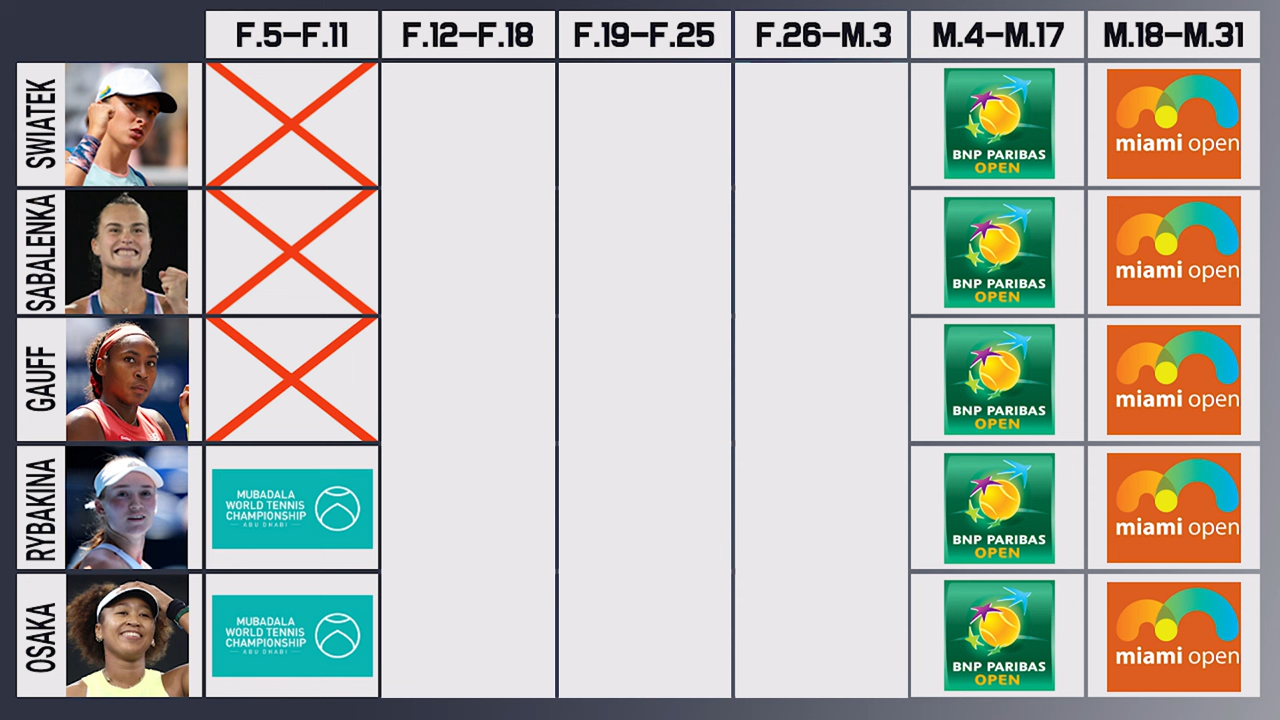 F.5–F.11 F.12–F.18 F.19–F.25 F.26–M.3 M.4–M.17 M.18–M.31
SWIATEK
BNP PARIBAS
OPEN
miami open
SABALENKA
BNP PARIBAS
OPEN
miami open
GAUFF
BNP PARIBAS
OPEN
miami open
RYBAKINA
MUBADALA
WORLD TENNIS
CHAMPIONSHIP
ABU DHABI
BNP PARIBAS
OPEN
miami open
OSAKA
MUBADALA
WORLD TENNIS
CHAMPIONSHIP
ABU DHABI
BNP PARIBAS
OPEN
miami open